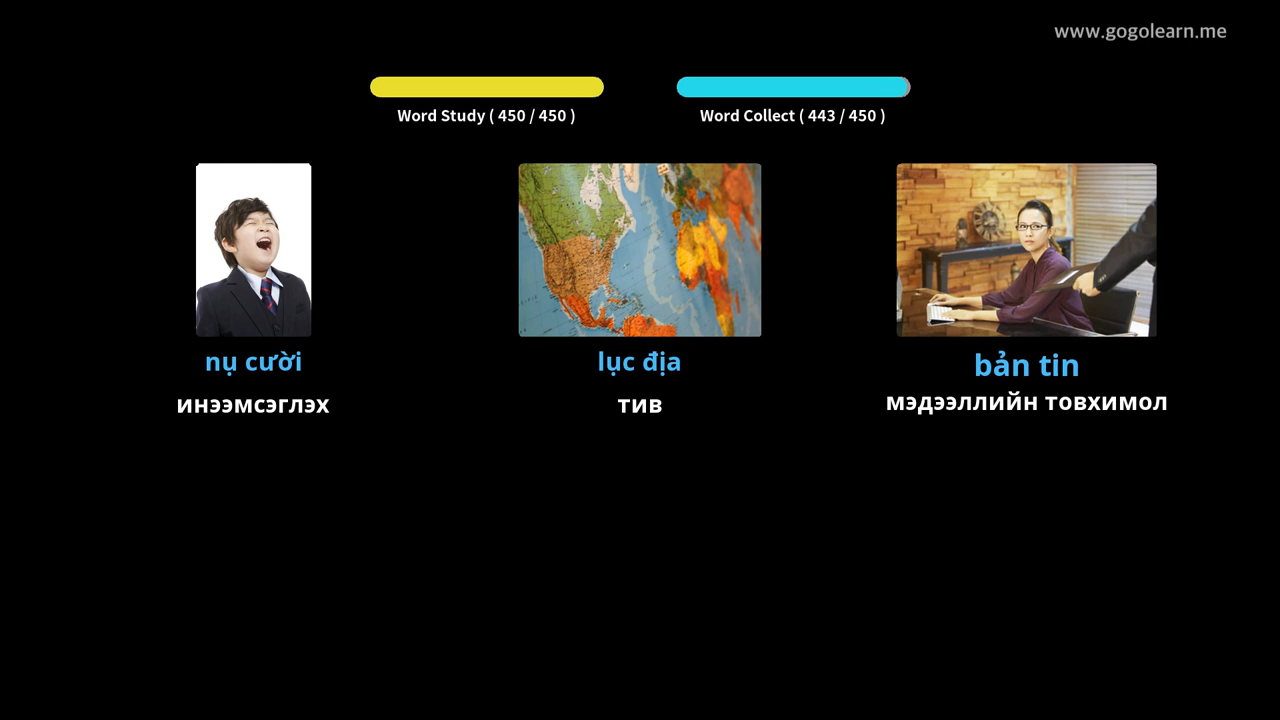 www.gogolearn.me
Word Study ( 450 / 450 )
Word Collect ( 443 / 450 )
nụ cười
lục địa
bản tin
инээмсэглэх
тив
мэдээллийн товхимол